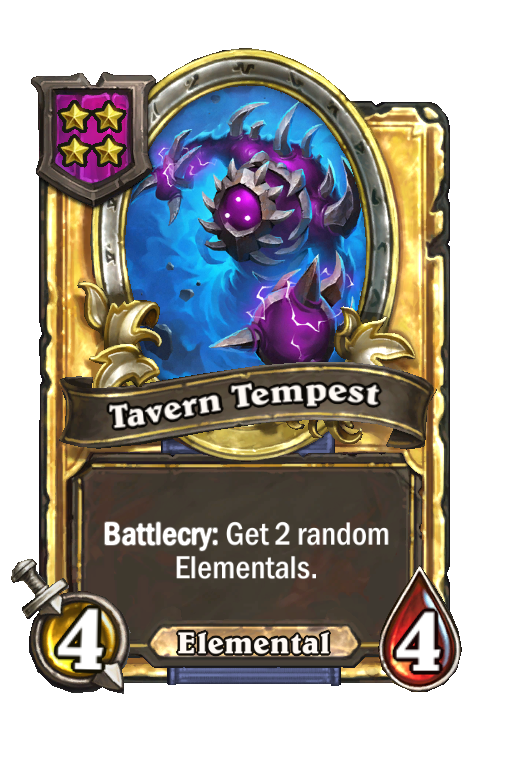 Tavern Tempest
Battlecry: Get 2 random
Elementals.
4
Elemental
4